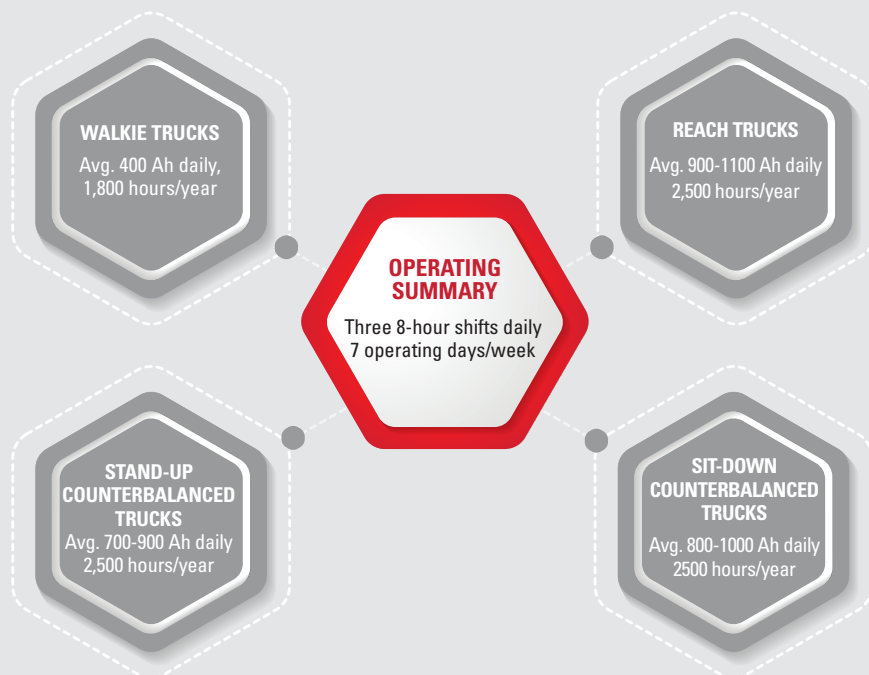 WALKIE TRUCKS
Avg. 400 Ah daily,
1,800 hours/year
REACH TRUCKS
Avg. 900-1100 Ah daily
2,500 hours/year
OPERATING
SUMMARY
Three 8-hour shifts daily
7 operating days/week
STAND-UP
COUNTERBALANCED
TRUCKS
Avg. 700-900 Ah daily
2,500 hours/year
SIT-DOWN
COUNTERBALANCED
TRUCKS
Avg. 800-1000 Ah daily
2500 hours/year